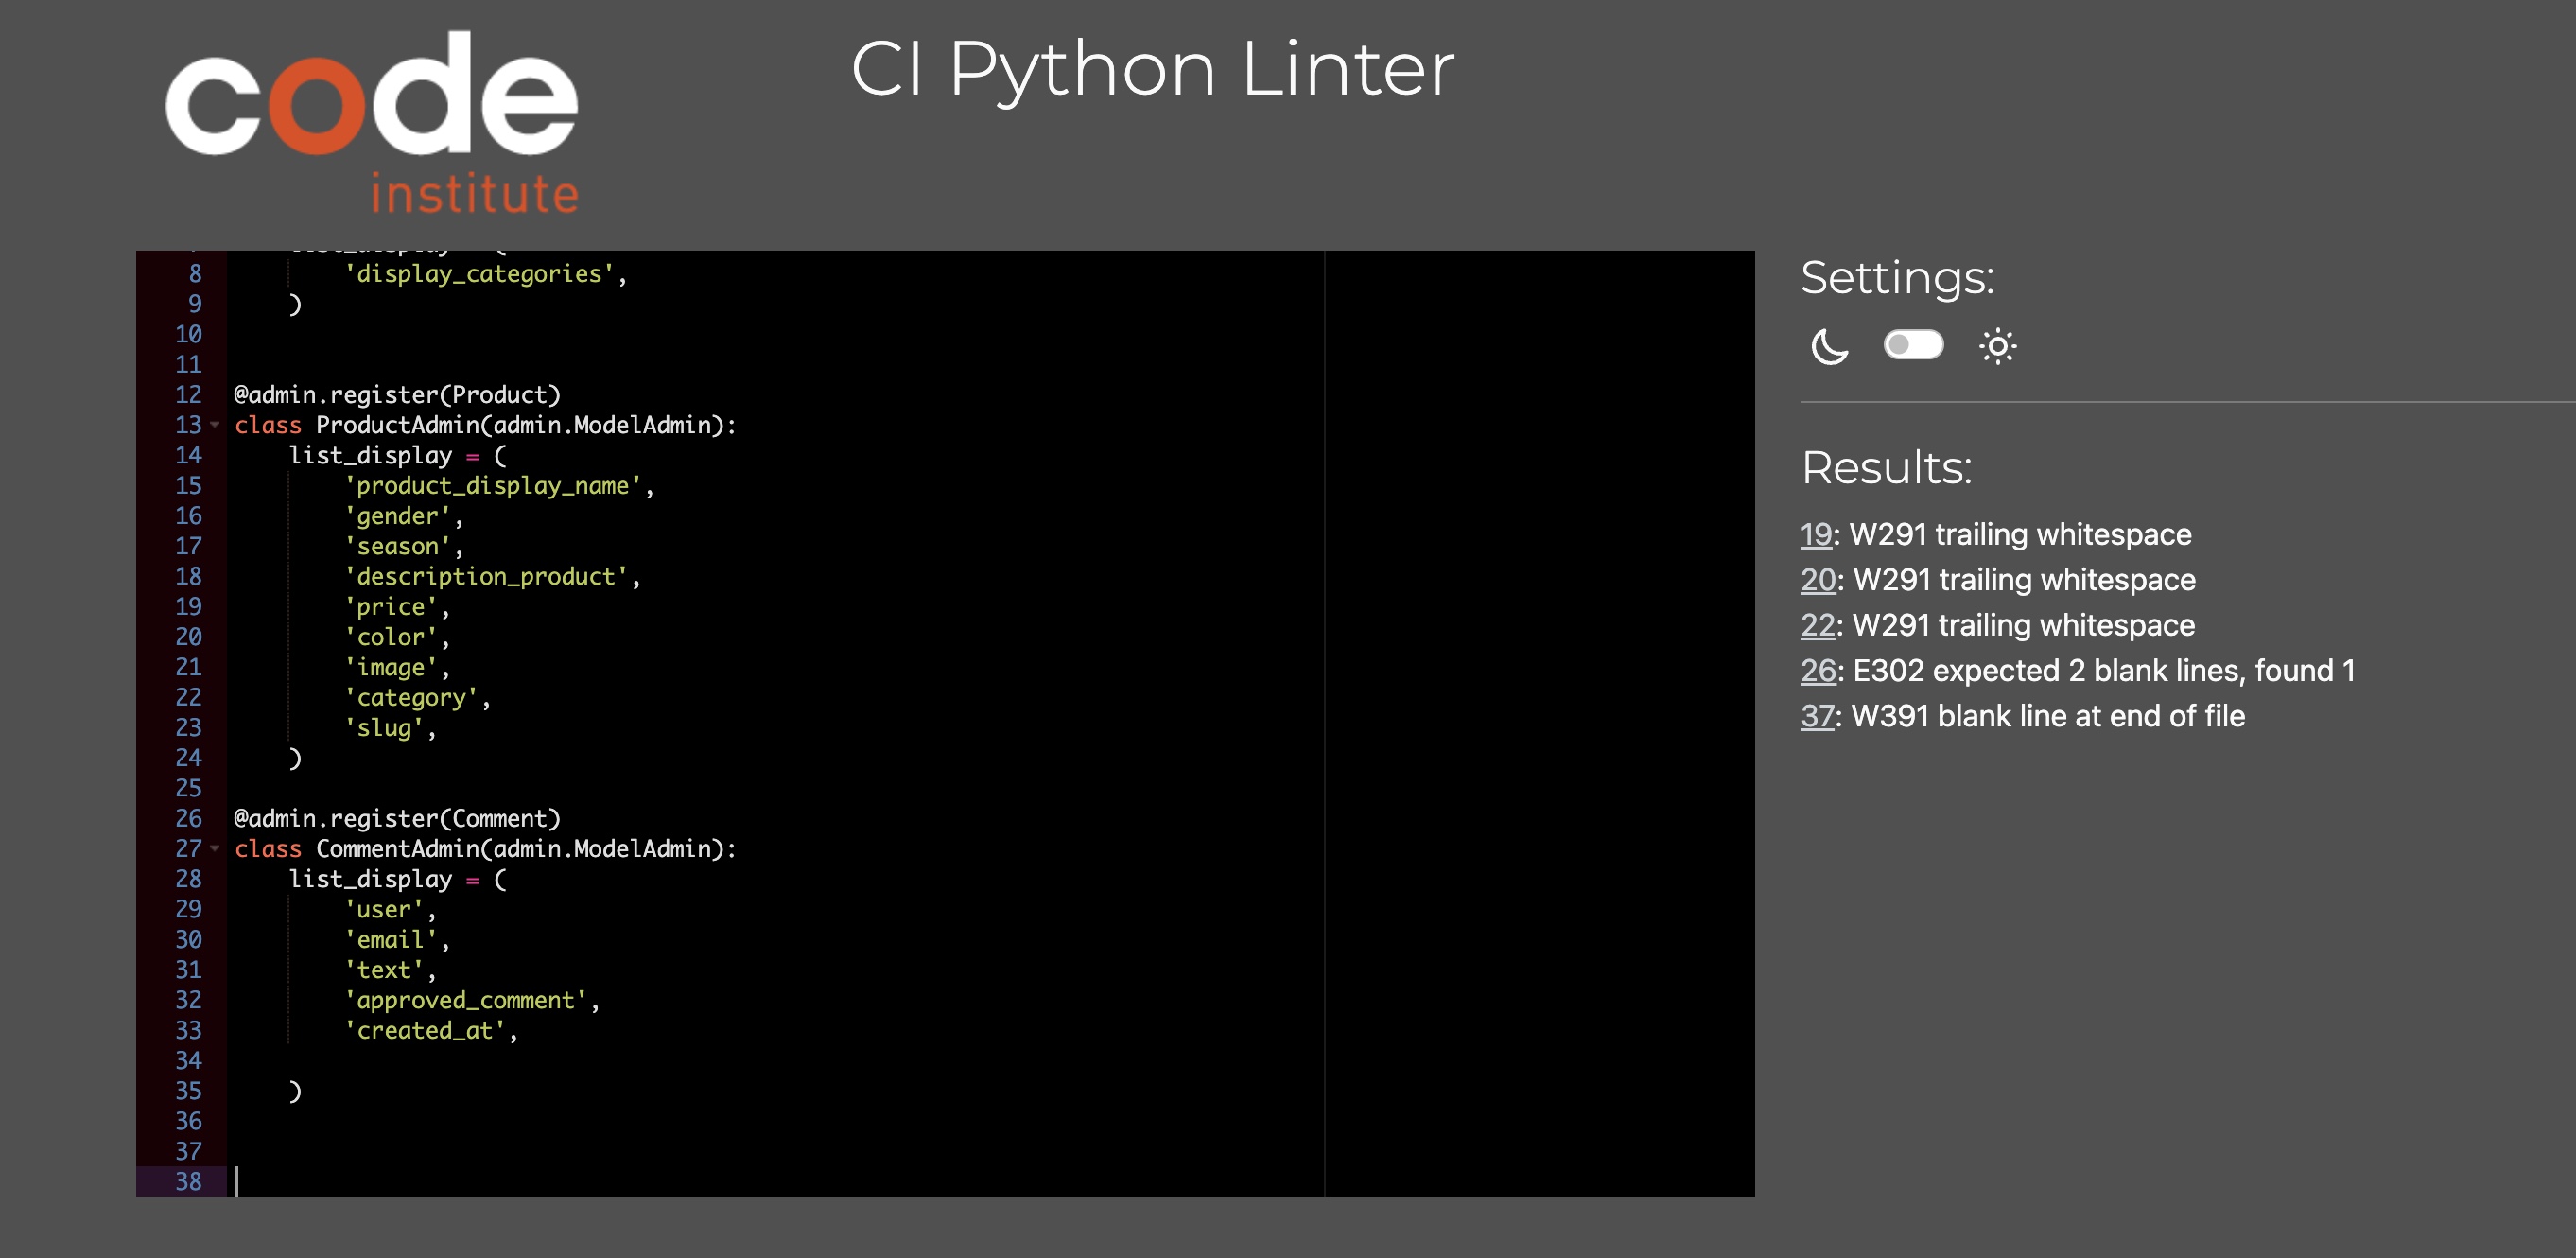 code
institute
CI Python Linter
8 'display_categories',
9 )
10
11
12 @admin.register(Product)
13 class ProductAdmin(admin.ModelAdmin):
14 list_display = (
15 'product_display_name',
16 'gender',
17 'season',
18 'description_product',
19 'price',
20 'color',
21 'image',
22 'category',
23 'slug',
24 )
25
26 @admin.register(Comment)
27 class CommentAdmin(admin.ModelAdmin):
28 list_display = (
29 'user',
30 'email',
31 'text',
32 'approved_comment',
33 'created_at',
34
35 )
36
37
38
Settings:
Results:
19: W291 trailing whitespace
20: W291 trailing whitespace
22: W291 trailing whitespace
26: E302 expected 2 blank lines, found 1
37: W391 blank line at end of file